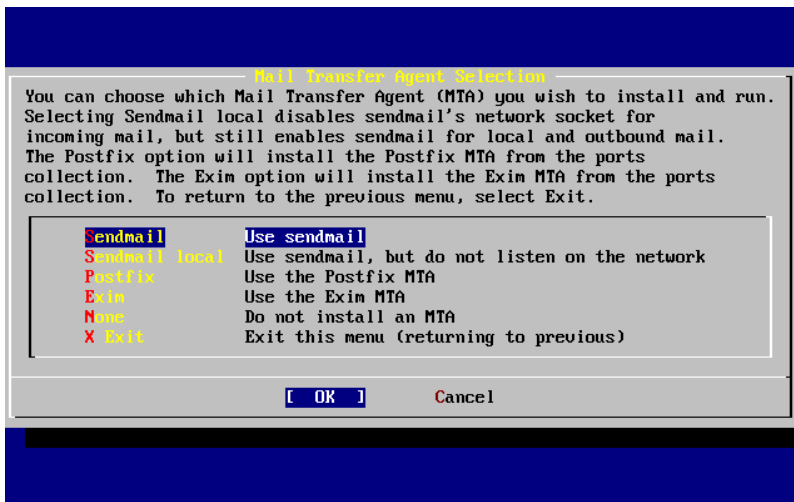 Mail Transfer Agent Selection
You can choose which Mail Transfer Agent (MTA) you wish to install and run.
Selecting Sendmail local disables sendmail's network socket for
incoming mail, but still enables sendmail for local and outbound mail.
The Postfix option will install the Postfix MTA from the ports
collection.  The Exim option will install the Exim MTA from the ports
collection.  To return to the previous menu, select Exit.
Sendmail Use sendmail
Sendmail local Use sendmail, but do not listen on the network
Postfix Use the Postfix MTA
Exim Use the Exim MTA
None Do not install an MTA
X Exit Exit this menu (returning to previous)
[ OK ] Cancel